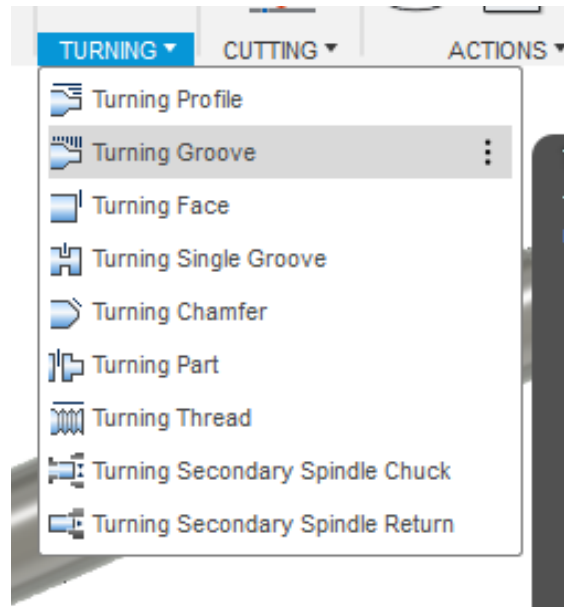 TURNING
CUTTING
ACTIONS
Turning Profile
Turning Groove
Turning Face
Turning Single Groove
Turning Chamfer
Turning Part
Turning Thread
Turning Secondary Spindle Chuck
Turning Secondary Spindle Return